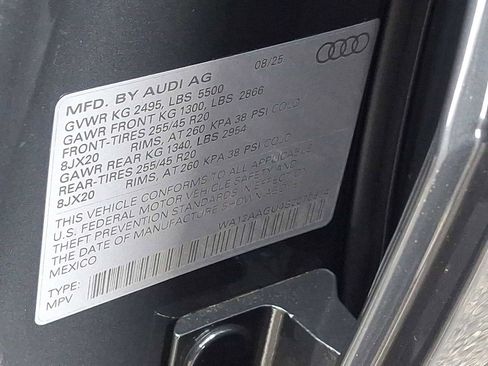 MFD. BY AUDI AG 08/25
GVWR KG 2495, LBS 5500
GAWR FRONT KG 1300, LBS 2866
FRONT-TIRES 255/45 R20
8JX20 RIMS, AT 260 KPA 38 PSI COLD
GAWR REAR KG 1340, LBS 2954
REAR-TIRES 255/45 R20
8JX20 RIMS, AT 260 KPA 38 PSI COLD
THIS VEHICLE CONFORMS TO ALL APPLICABLE
U.S. FEDERAL MOTOR VEHICLE SAFETY AND
THEFT PREVENTION STANDARDS IN EFFECT ON
THE DATE OF MANUFACTURE SHOWN ABOVE
MEXICO
TYPE:
MPV